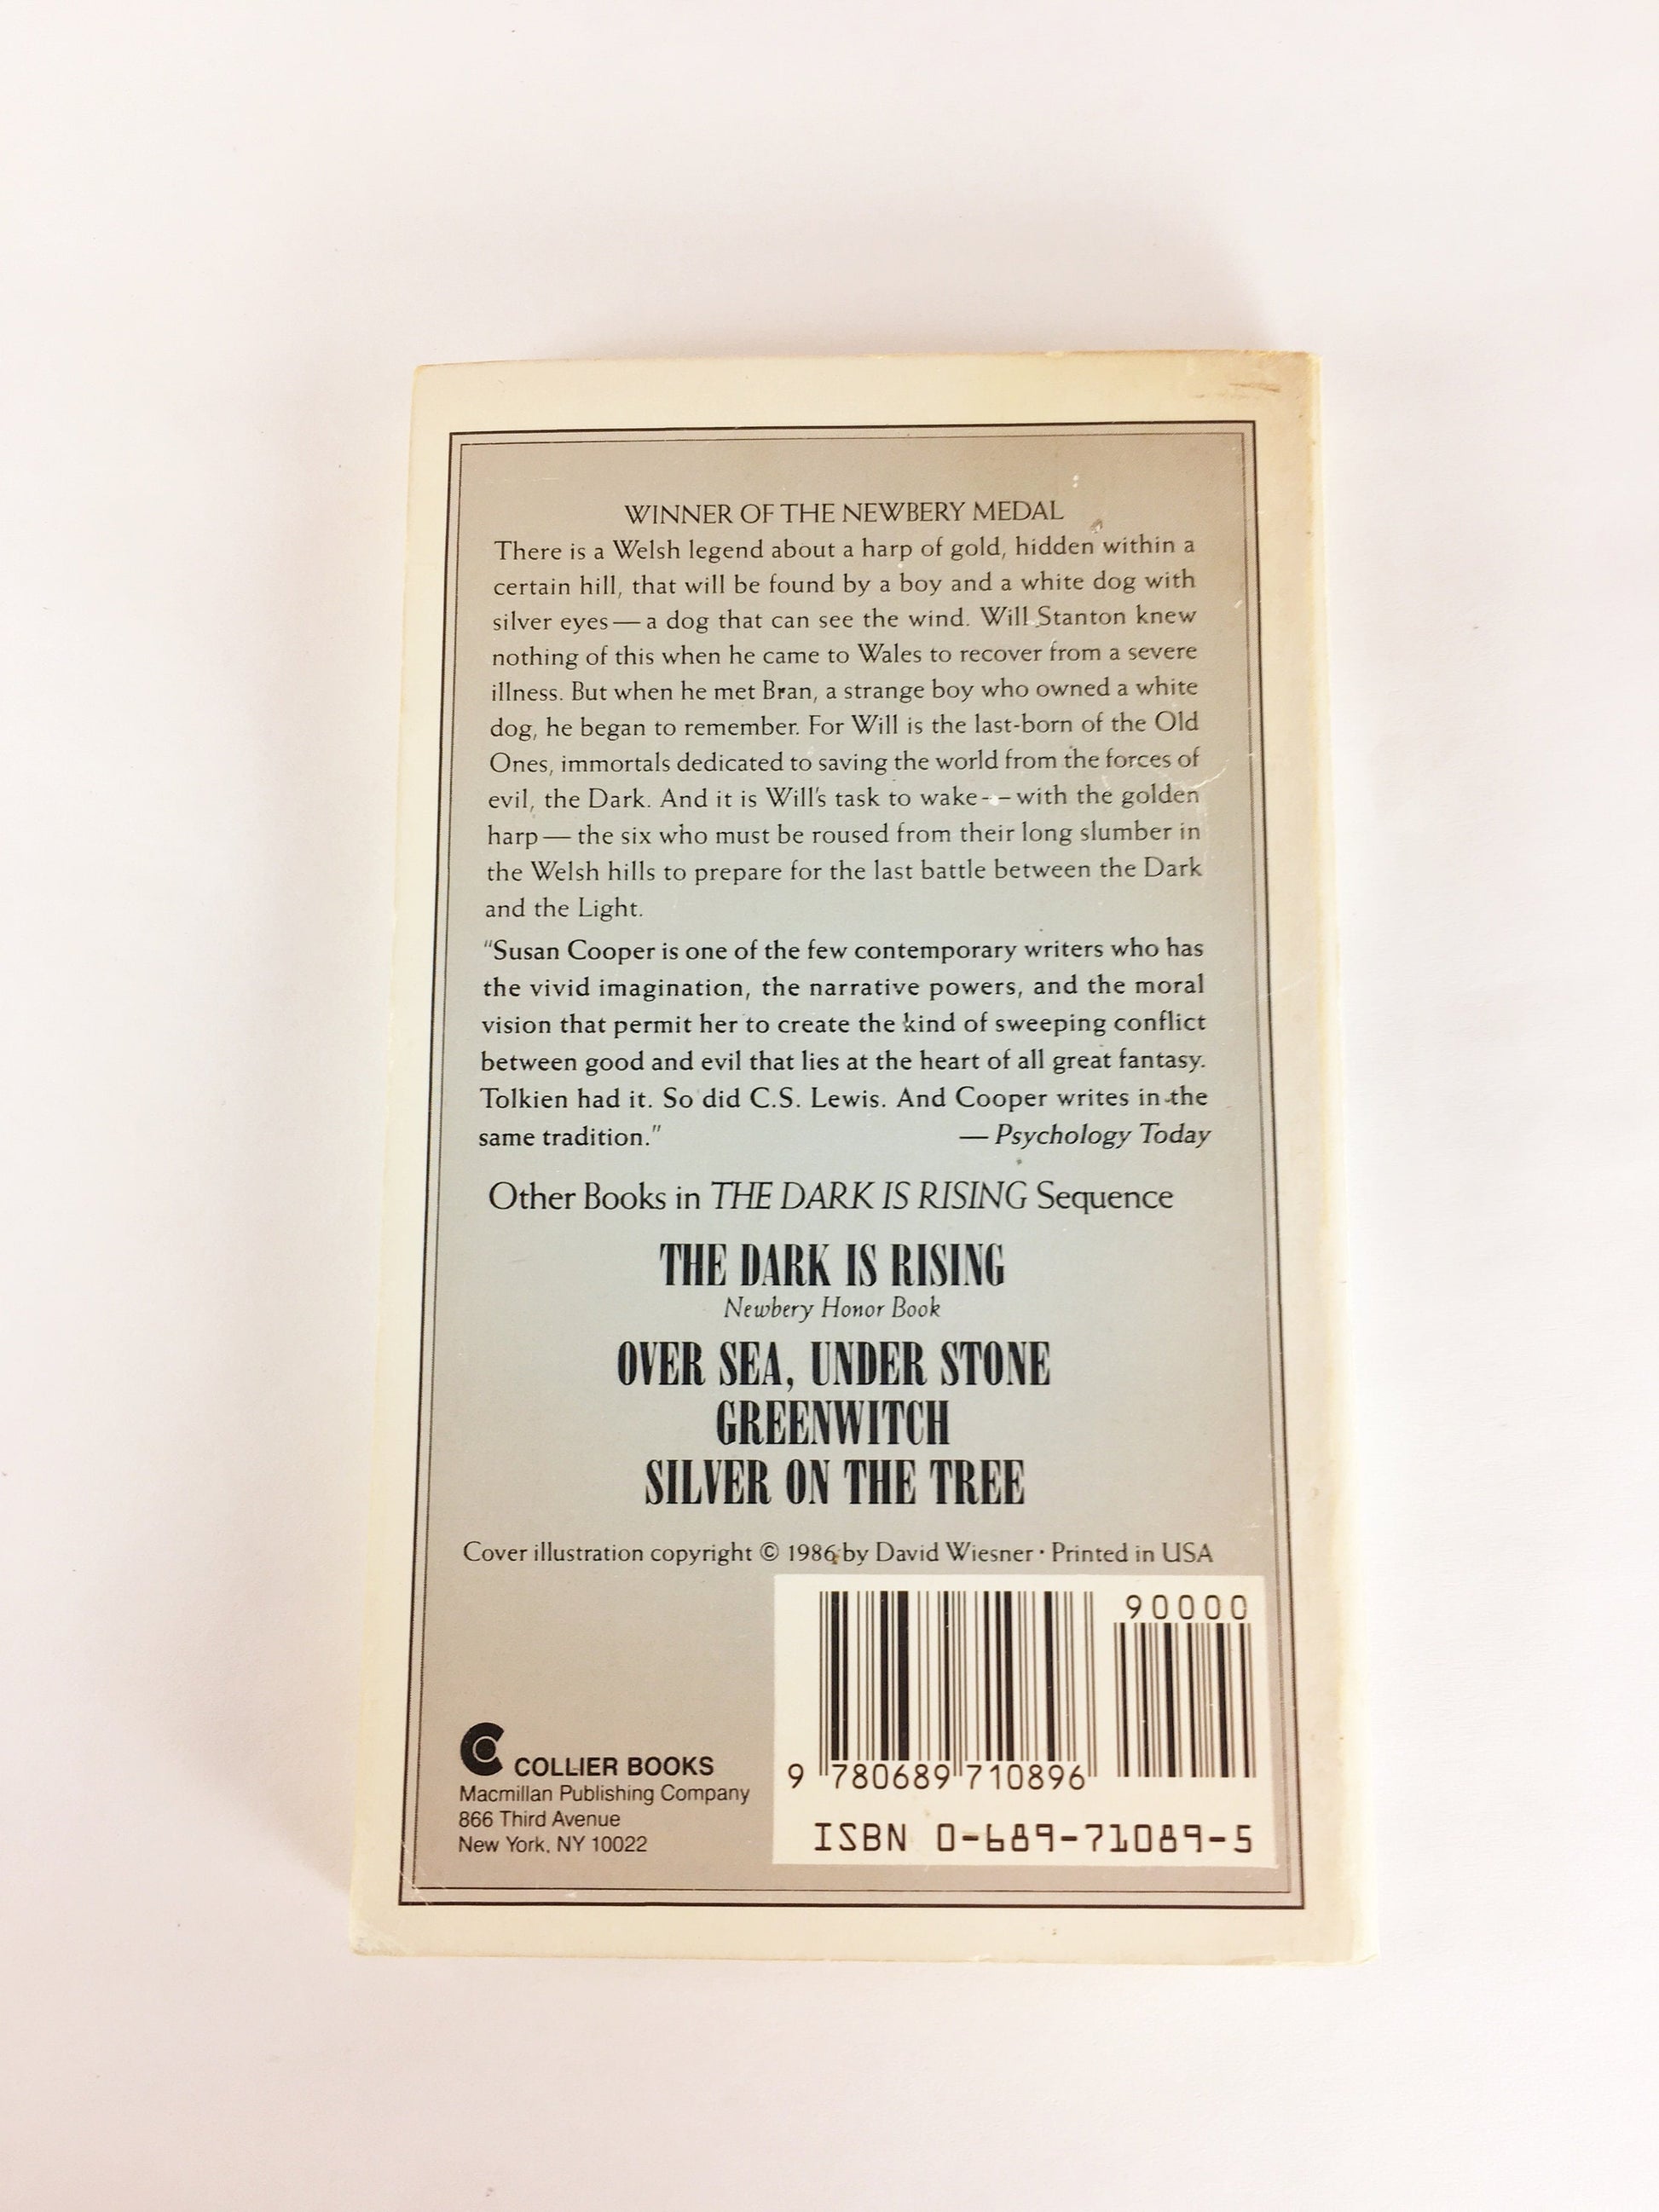 WINNER OF THE NEWBERY MEDAL
There is a Welsh legend about a harp of gold, hidden within a
certain hill, that will be found by a boy and a white dog with
silver eyes — a dog that can see the wind. Will Stanton knew
nothing of this when he came to Wales to recover from a severe
illness. But when he met Bran, a strange boy who owned a white
dog, he began to remember. For Will is the last-born of the Old
Ones, immortals dedicated to saving the world from the forces of
evil, the Dark. And it is Will's task to wake — with the golden
harp — the six who must be roused from their long slumber in
the Welsh hills to prepare for the last battle between the Dark
and the Light.
"Susan Cooper is one of the few contemporary writers who has
the vivid imagination, the narrative powers, and the moral
vision that permit her to create the kind of sweeping conflict
between good and evil that lies at the heart of all great fantasy.
Tolkien had it. So did C.S. Lewis. And Cooper writes in the
same tradition." — Psychology Today
Other Books in THE DARK IS RISING Sequence
THE DARK IS RISING
Newbery Honor Book
OVER SEA, UNDER STONE
GREENWITCH
SILVER ON THE TREE
Cover illustration copyright © 1986 by David Wiesner · Printed in USA
90000
9 780689 710896
ISBN 0-689-71089-5
COLLIER BOOKS
Macmillan Publishing Company
866 Third Avenue
New York, NY 10022